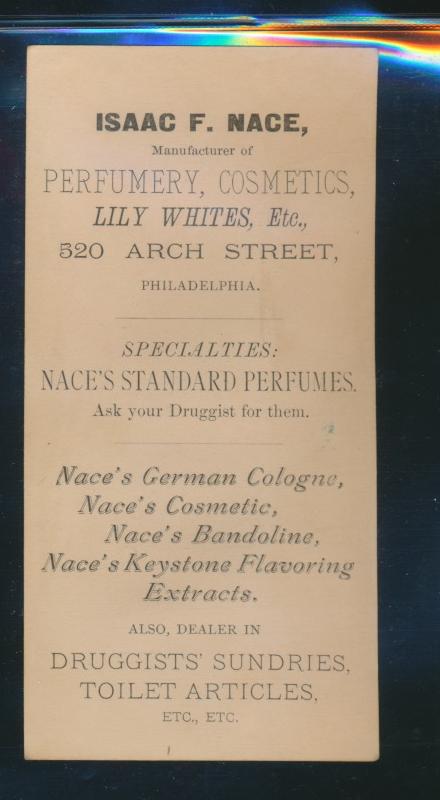 ISAAC F. NACE,
Manufacturer of
PERFUMERY, COSMETICS,
LILY WHITES, Etc.,
520 ARCH STREET,
PHILADELPHIA.
SPECIALTIES:
NACE'S STANDARD PERFUMES.
Ask your Druggist for them.
Nace's German Cologne,
Nace's Cosmetic,
Nace's Bandoline,
Nace's Keystone Flavoring
Extracts.
ALSO, DEALER IN
DRUGGISTS' SUNDRIES,
TOILET ARTICLES,
ETC., ETC.